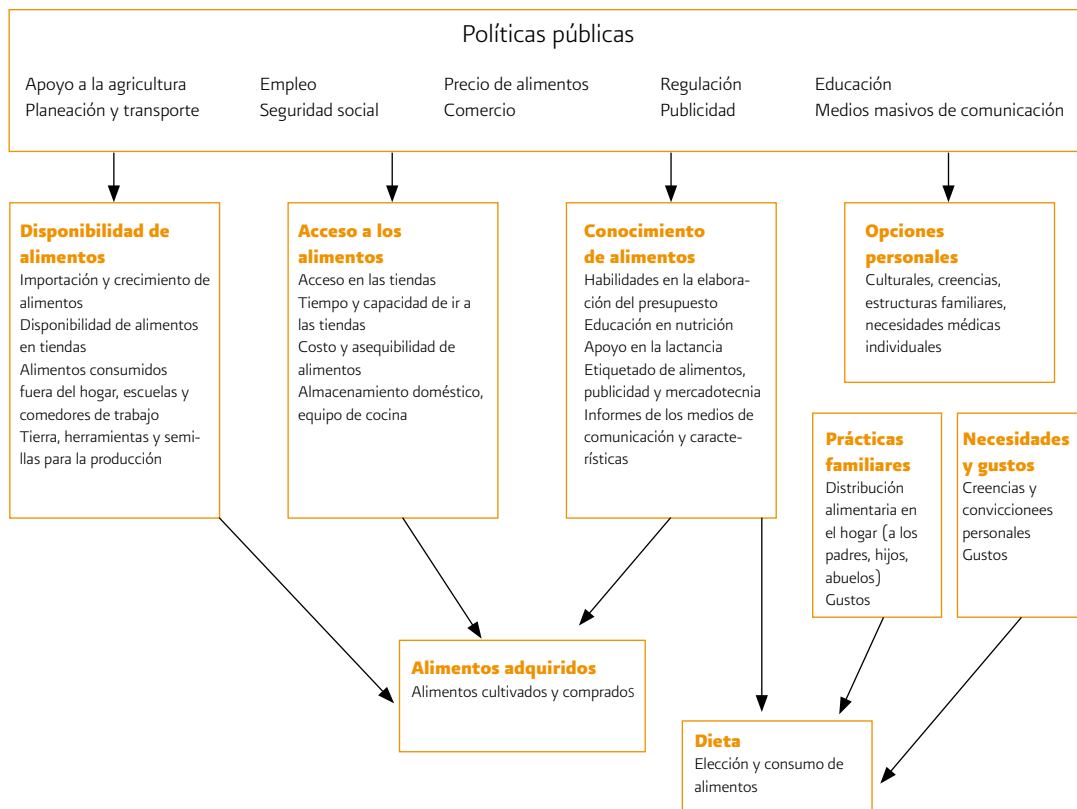 Políticas públicas
Apoyo a la agricultura
Planeación y transporte
Empleo
Seguridad social
Precio de alimentos
Comercio
Regulación
Publicidad
Educación
Medios masivos de comunicación
Disponibilidad de
alimentos
Importación y crecimiento de
alimentos
Disponibilidad de alimentos
en tiendas
Alimentos consumidos
fuera del hogar, escuelas y
comedores de trabajo
Tierra, herramientas y semi-
llas para la producción
Acceso a los
alimentos
Acceso en las tiendas
Tiempo y capacidad de ir a
las tiendas
Costo y asequibilidad de
alimentos
Almacenamiento doméstico,
equipo de cocina
Conocimiento
de alimentos
Habilidades en la elabora-
ción del presupuesto
Educación en nutrición
Apoyo en la lactancia
Etiquetado de alimentos,
publicidad y mercadotecnia
Informes de los medios de
comunicación y caracte-
rísticas
Opciones
personales
Culturales, creencias,
estructuras familiares,
necesidades médicas
individuales
Prácticas
familiares
Distribución
alimentaria en
el hogar (a los
padres, hijos,
abuelos)
Gustos
Necesidades
y gustos
Creencias y
conviccionees
personales
Gustos
Alimentos adquiridos
Alimentos cultivados y comprados
Dieta
Elección y consumo de
alimentos